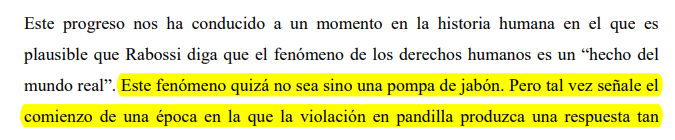 Este progreso nos ha conducido a un momento en la historia humana en el que es
plausible que Rabossi diga que el fenómeno de los derechos humanos es un “hecho del
mundo real”. Este fenómeno quizá no sea sino una pompa de jabón. Pero tal vez señale el
comienzo de una época en la que la violación en pandilla produzca una respuesta tan